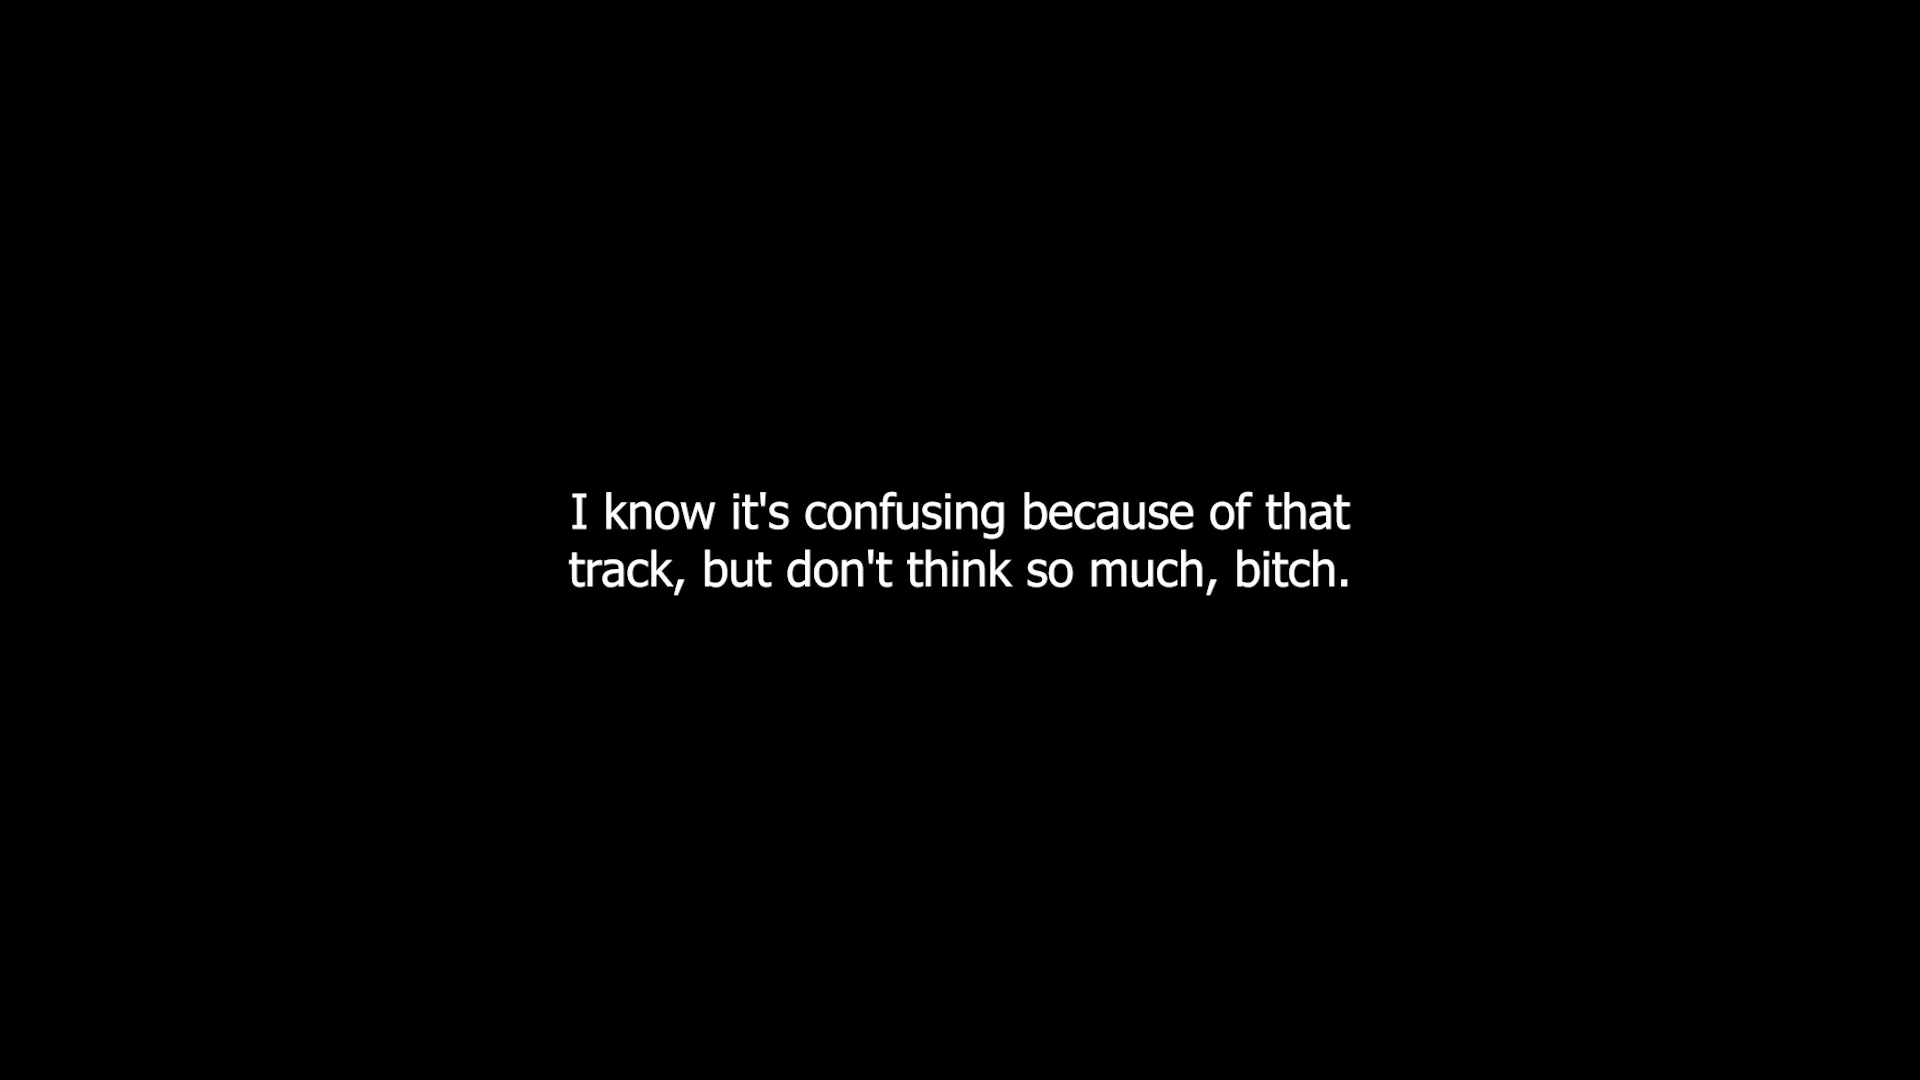 I know it's confusing because of that
track, but don't think so much, bitch.